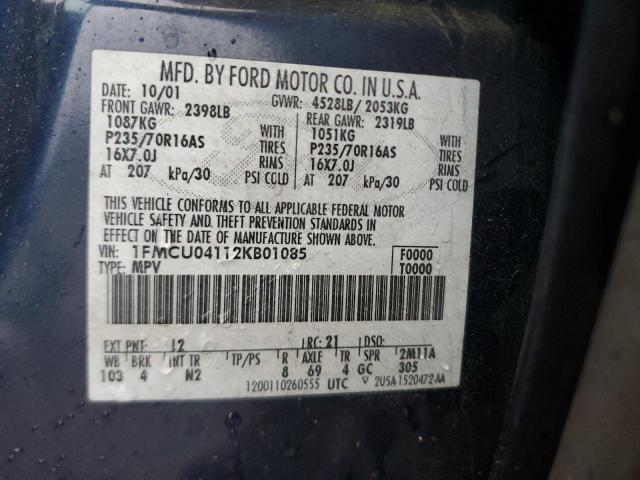 MFD. BY FORD MOTOR CO. IN U.S.A.
DATE: 10/01 GVWR: 4528LB/ 2053KG
FRONT GAWR: 2398LB REAR GAWR: 2319LB
1087KG WITH 1051KG WITH
P235/70R16AS TIRES P235/70R16AS TIRES
16X7.0J RIMS 16X7.0J RIMS
AT 207 kPa/30 PSI COLD AT 207 kPa/30 PSI COLD
THIS VEHICLE CONFORMS TO ALL APPLICABLE FEDERAL MOTOR
VEHICLE SAFETY AND THEFT PREVENTION STANDARDS IN
EFFECT ON THE DATE OF MANUFACTURE SHOWN ABOVE.
VIN: 1FMCU04112KB01085 F0000
TYPE: MPV T0000
EXT PNT: L2 RC: 21 DSO:
WB BRK INT TR TP/PS R AXLE TR SPR 2M11A
103 4 N2 8 69 4 GC 305
1200110260555 UTC 2U5A-1520472-AA